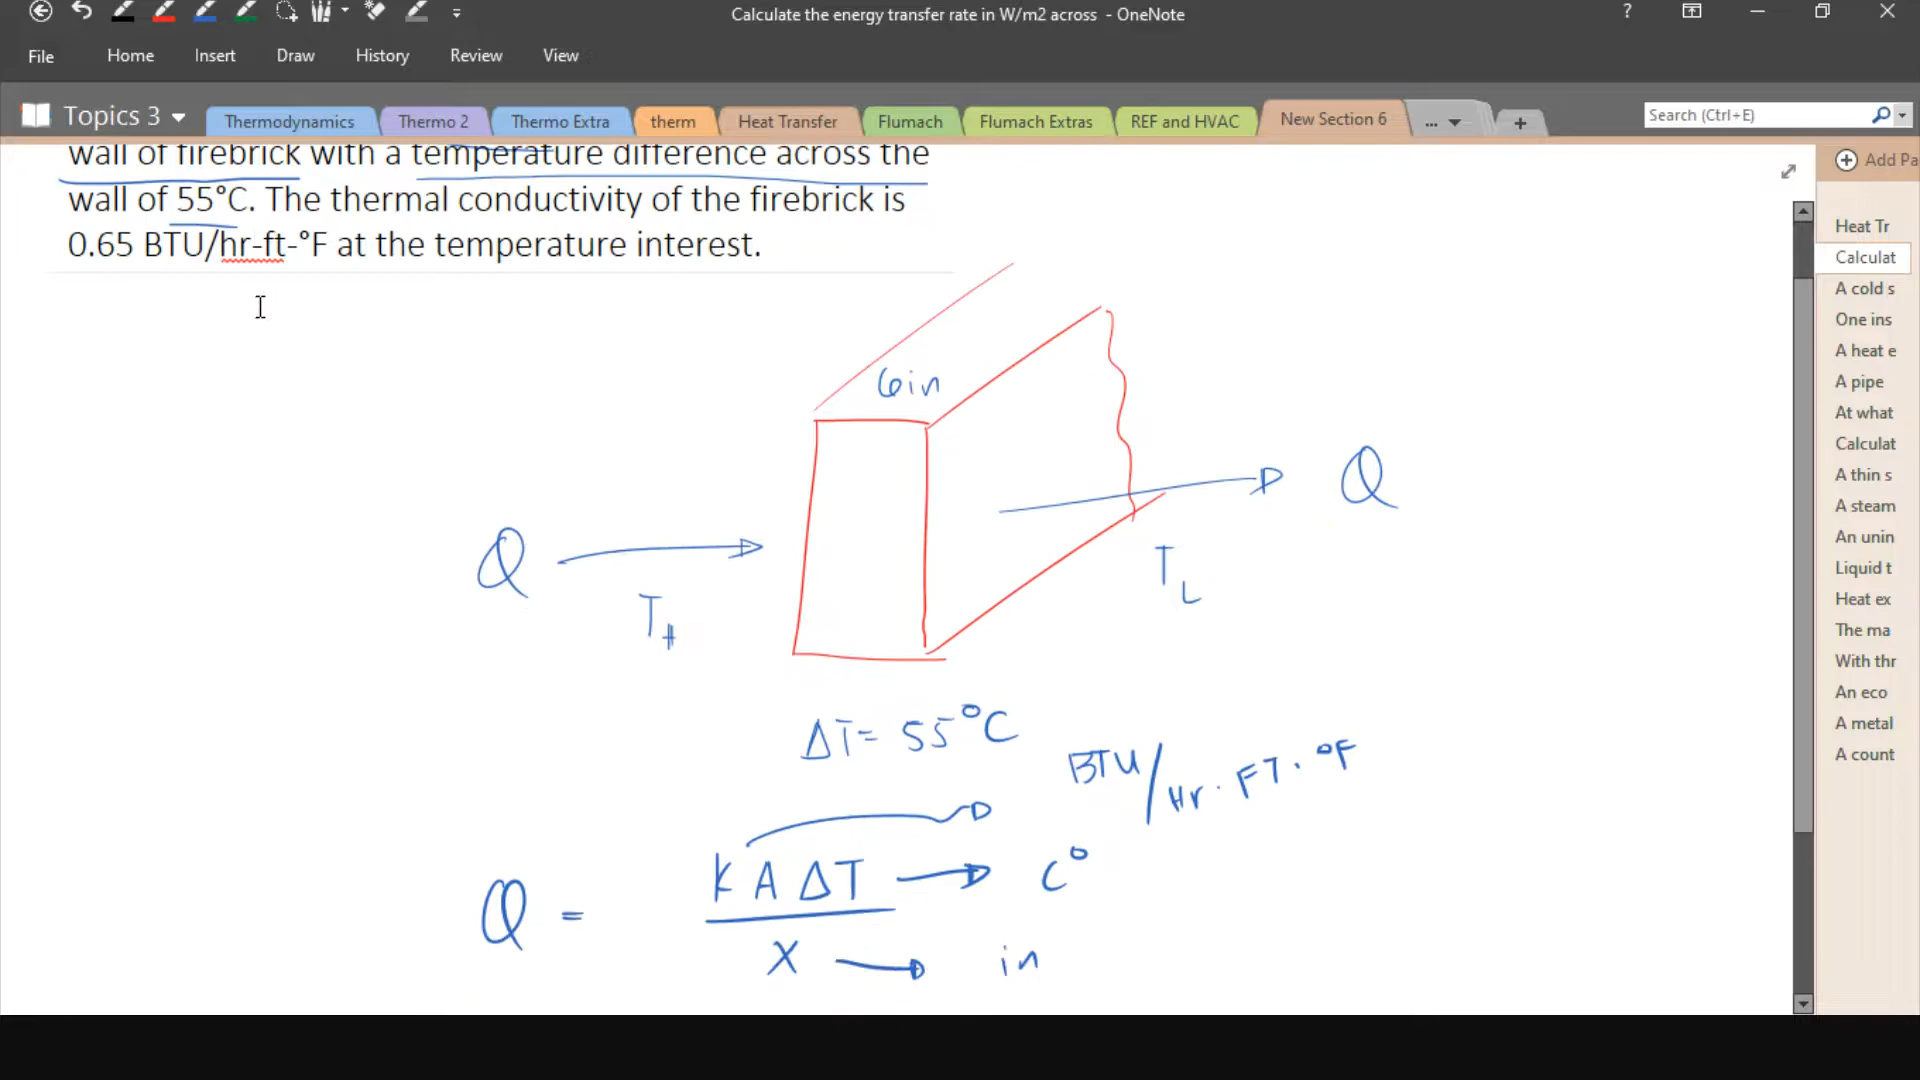 Calculate the energy transfer rate in W/m2 across - OneNote
?
File Home Insert Draw History Review View
Topics 3
Thermodynamics Thermo 2 Thermo Extra therm Heat Transfer Flumach Flumach Extras REF and HVAC New Section 6 ... +
Search (Ctrl+E)
Add Pa
wall of firebrick with a temperature difference across the
wall of 55°C. The thermal conductivity of the firebrick is
0.65 BTU/hr-ft-°F at the temperature interest.
6in
Q
Q
T_H
T_L
ΔT= 55°C
BTU/Hr·FT·°F
Q = KAΔT C°
X in
Heat Tr
Calculat
A cold s
One ins
A heat e
A pipe
At what
Calculat
A thin s
A steam
An unin
Liquid t
Heat ex
The ma
With thr
An eco
A metal
A count